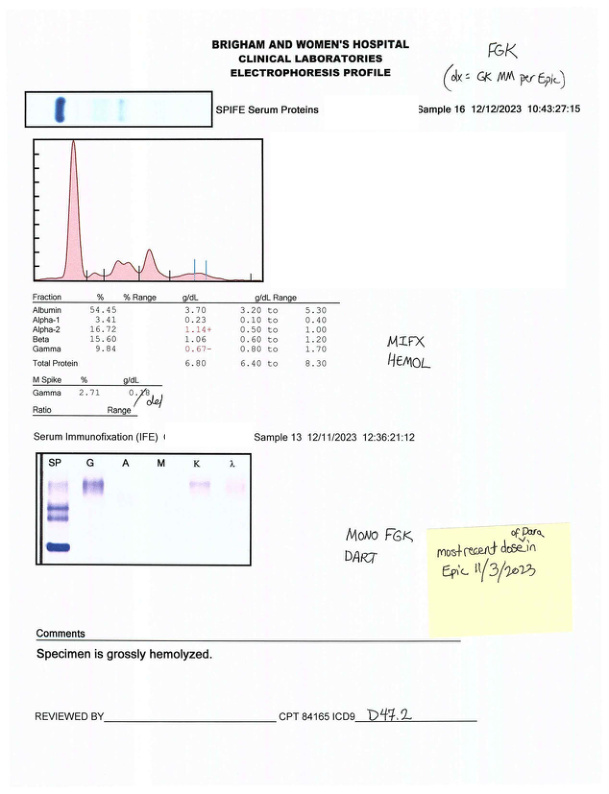 BRIGHAM AND WOMEN'S HOSPITAL
CLINICAL LABORATORIES
ELECTROPHORESIS PROFILE
FGK
(dx = GK MM per Epic)
SPIFE Serum Proteins
Sample 16 12/12/2023 10:43:27:15
Fraction % % Range g/dL g/dL Range
Albumin 54.45 3.70 3.20 to 5.30
Alpha-1 3.41 0.23 0.10 to 0.40
Alpha-2 16.72 1.14+ 0.50 to 1.00
Beta 15.60 1.06 0.60 to 1.20
Gamma 9.84 0.67- 0.80 to 1.70
Total Protein 6.80 6.40 to 8.30
MIFX
HEMOL
M Spike % g/dL
Gamma 2.71 0.18 del
Ratio Range
Serum Immunofixation (IFE) (
Sample 13 12/11/2023 12:36:21:12
SP G A M K λ
MONO FGK
DART
most recent dose of Dara in
Epic 11/3/2023
Comments
Specimen is grossly hemolyzed.
REVIEWED BY CPT 84165 ICD9 D47.2